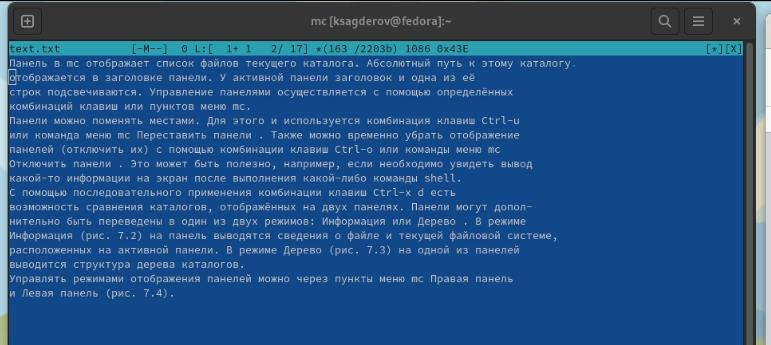 mc [ksagderov@fedora]:~
text.txt [-M--] 0 L:[ 1+ 1 2/ 17] *(163 /2203b) 1086 0x43E [*][X]
Панель в mc отображает список файлов текущего каталога. Абсолютный путь к этому каталогу.
отображается в заголовке панели. У активной панели заголовок и одна из её
строк подсвечиваются. Управление панелями осуществляется с помощью определённых
комбинаций клавиш или пунктов меню mc.
Панели можно поменять местами. Для этого и используется комбинация клавиш Ctrl-u
или команда меню mc Переставить панели . Также можно временно убрать отображение
панелей (отключить их) с помощью комбинации клавиш Ctrl-o или команды меню mc
Отключить панели . Это может быть полезно, например, если необходимо увидеть вывод
какой-то информации на экран после выполнения какой-либо команды shell.
С помощью последовательного применения комбинации клавиш Ctrl-x d есть
возможность сравнения каталогов, отображённых на двух панелях. Панели могут допол-
нительно быть переведены в один из двух режимов: Информация или Дерево . В режиме
Информация (рис. 7.2) на панель выводятся сведения о файле и текущей файловой системе,
расположенных на активной панели. В режиме Дерево (рис. 7.3) на одной из панелей
выводится структура дерева каталогов.
Управлять режимами отображения панелей можно через пункты меню mc Правая панель
и Левая панель (рис. 7.4).